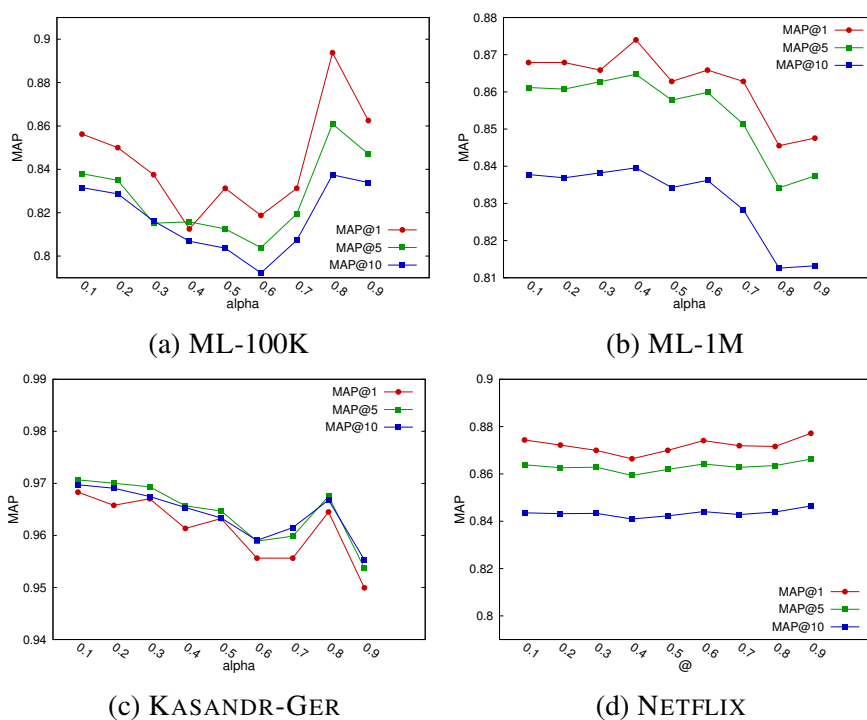 0.9
0.88
0.86
0.84
0.82
0.8
MAP
MAP@1
MAP@5
MAP@10
0.1 0.2 0.3 0.4 0.5 0.6 0.7 0.8 0.9
alpha
(a) ML-100K
0.88
0.87
0.86
0.85
0.84
0.83
0.82
0.81
MAP
MAP@1
MAP@5
MAP@10
0.1 0.2 0.3 0.4 0.5 0.6 0.7 0.8 0.9
alpha
(b) ML-1M
0.99
0.98
0.97
0.96
0.95
0.94
MAP
MAP@1
MAP@5
MAP@10
0.1 0.2 0.3 0.4 0.5 0.6 0.7 0.8 0.9
alpha
(c) KASANDR-GER
0.9
0.88
0.86
0.84
0.82
0.8
MAP
MAP@1
MAP@5
MAP@10
0.1 0.2 0.3 0.4 0.5 0.6 0.7 0.8 0.9
@
(d) NETFLIX